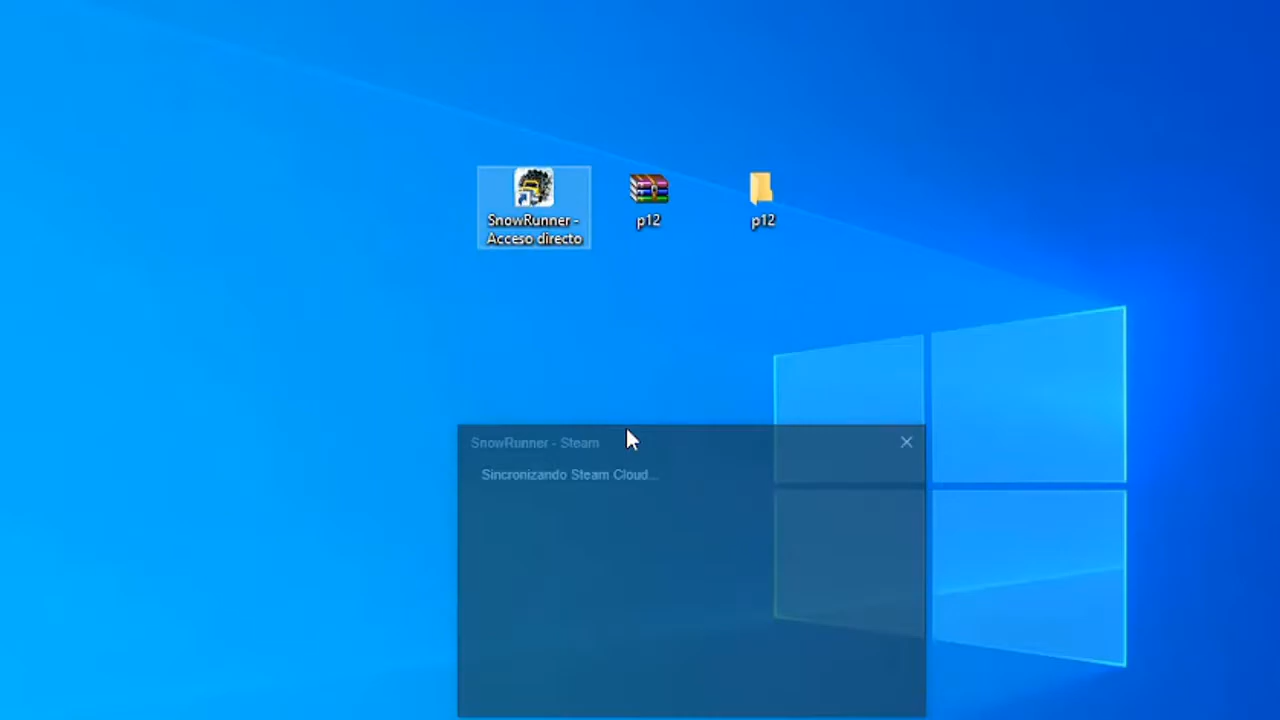 SnowRunner -
Acceso directo
p12
p12
SnowRunner - Steam
Sincronizando Steam Cloud...